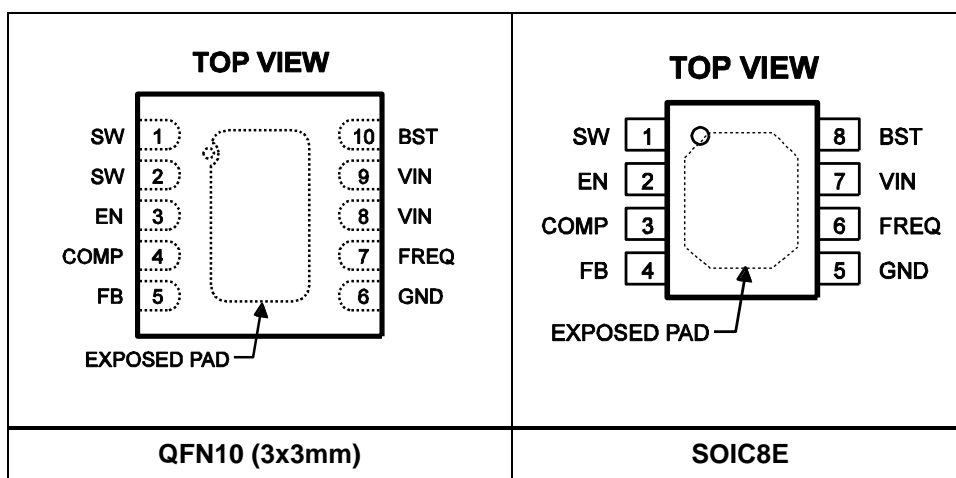 TOP VIEW
SW 1 10 BST
SW 2 9 VIN
EN 3 8 VIN
COMP 4 7 FREQ
FB 5 6 GND
EXPOSED PAD
QFN10 (3x3mm)
TOP VIEW
SW 1 8 BST
EN 2 7 VIN
COMP 3 6 FREQ
FB 4 5 GND
EXPOSED PAD
SOIC8E